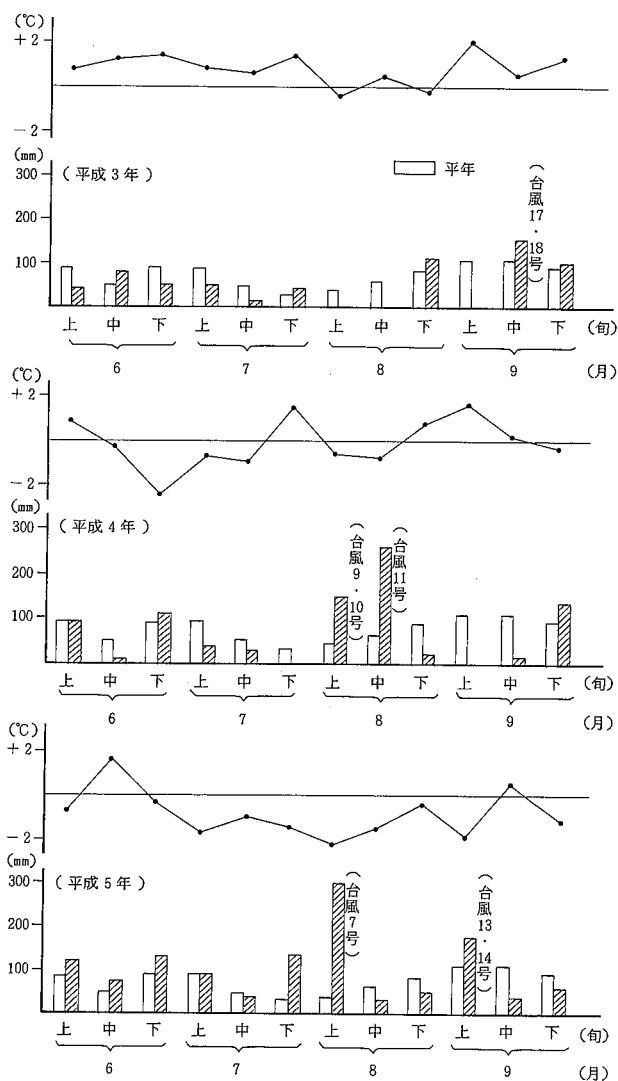 (℃)
+2
−2
(mm)
300
200
100
(平成3年)
平年
(台風17・18号)
上 中 下 上 中 下 上 中 下 上 中 下 (旬)
6 7 8 9 (月)
(℃)
+2
−2
(mm)
300
200
100
(平成4年)
(台風9・10号)
(台風11号)
上 中 下 上 中 下 上 中 下 上 中 下 (旬)
6 7 8 9 (月)
(℃)
+2
−2
(mm)
300
200
100
(平成5年)
(台風7号)
(台風13・14号)
上 中 下 上 中 下 上 中 下 上 中 下 (旬)
6 7 8 9 (月)